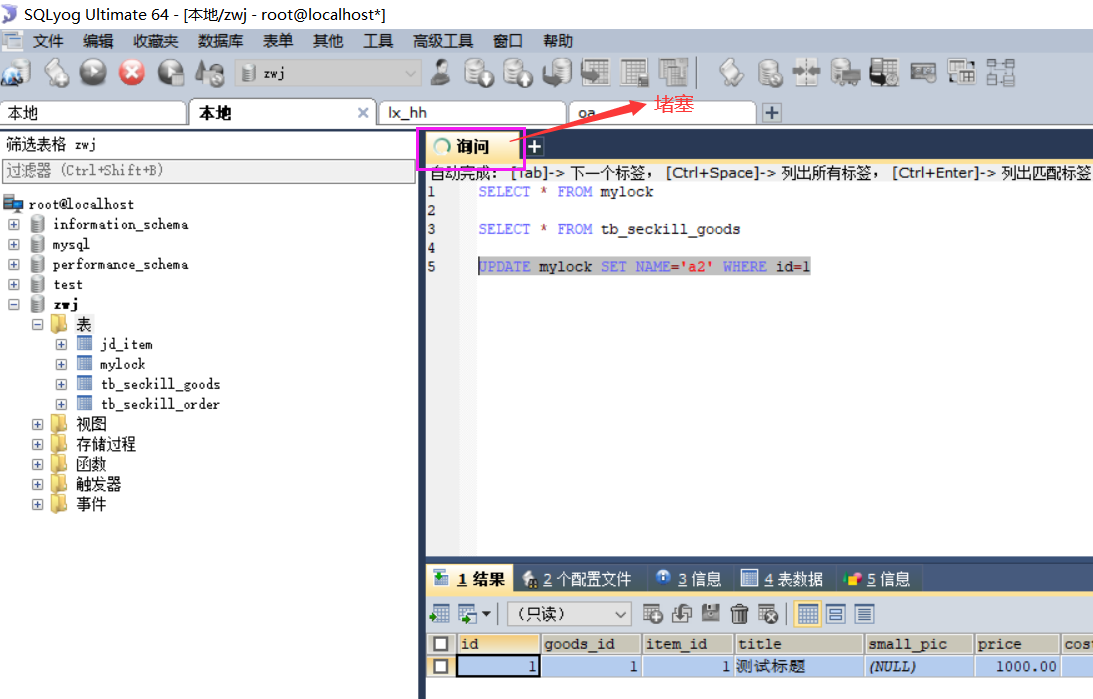 SQLyog Ultimate 64 - [本地/zwj - root@localhost*]
文件 编辑 收藏夹 数据库 表单 其他 工具 高级工具 窗口 帮助
zwj
本地 本地 lx_hh oa 堵塞
筛选表格 zwj
过滤器 (Ctrl+Shift+B)
root@localhost
information_schema
mysql
performance_schema
test
zwj
表
jd_item
mylock
tb_seckill_goods
tb_seckill_order
视图
存储过程
函数
触发器
事件
询问
自动完成: [Tab]-> 下一个标签, [Ctrl+Space]-> 列出所有标签, [Ctrl+Enter]-> 列出匹配标签
1 SELECT * FROM mylock
2
3 SELECT * FROM tb_seckill_goods
4
5 UPDATE mylock SET NAME='a2' WHERE id=1
1 结果 2 个配置文件 3 信息 4 表数据 5 信息
(只读)
id goods_id item_id title small_pic price cos
1 1 1 测试标题 (NULL) 1000.00